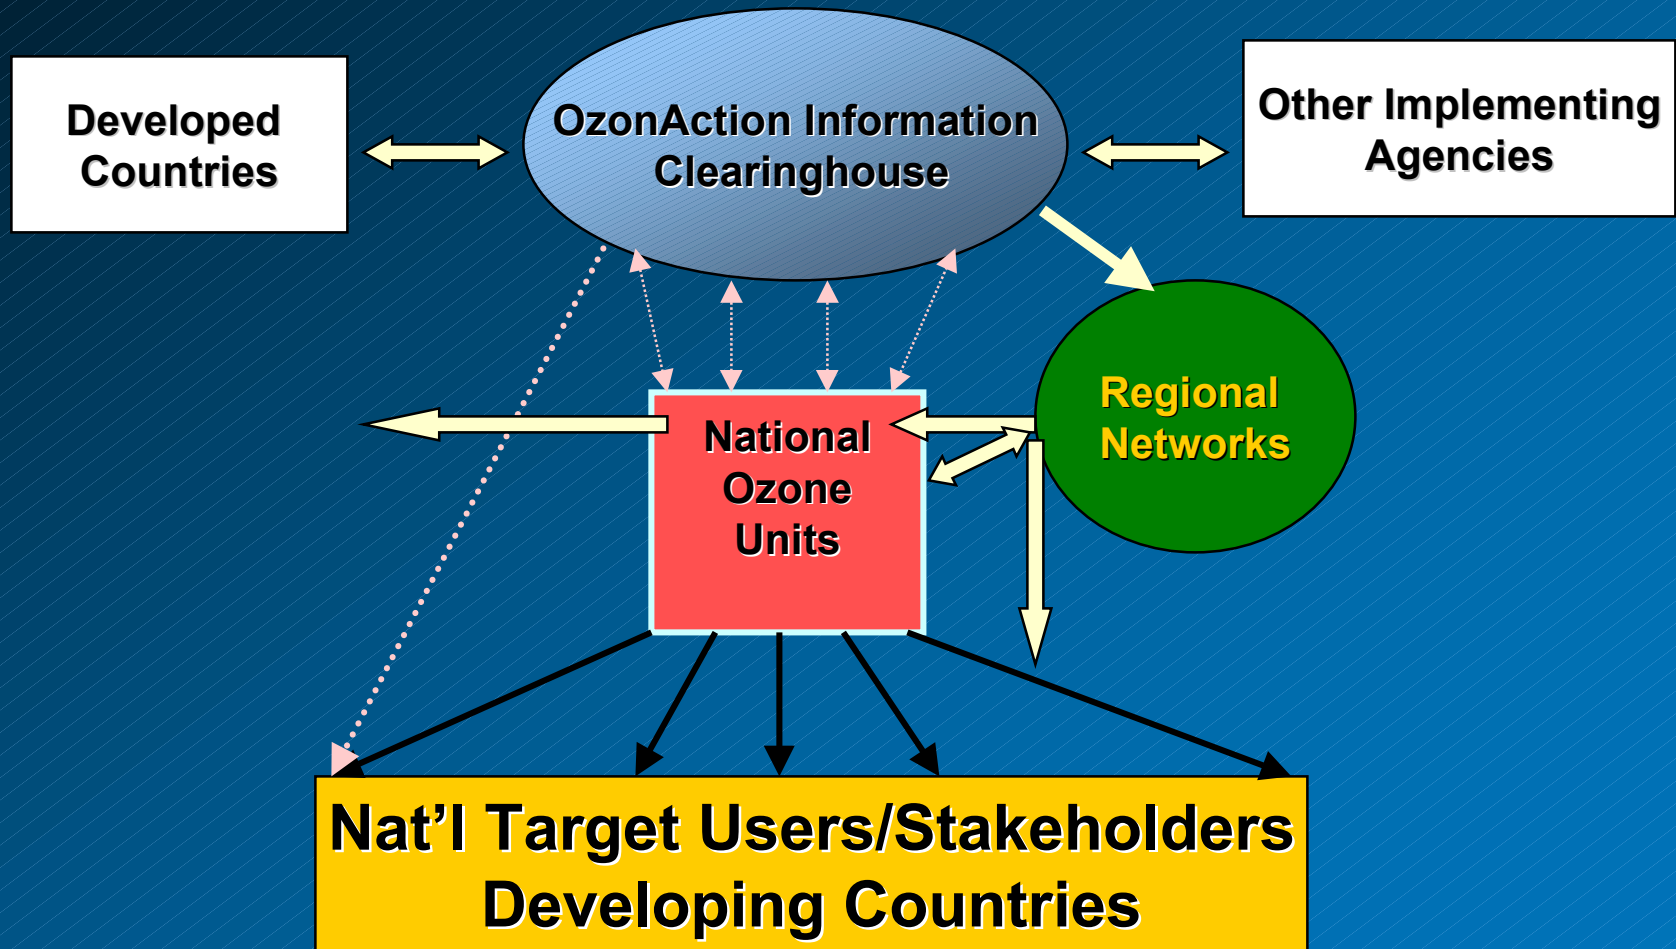 Developed
Countries
OzonAction Information
Clearinghouse
Other Implementing
Agencies
Regional
Networks
National
Ozone
Units
Nat’l Target Users/Stakeholders
Developing Countries